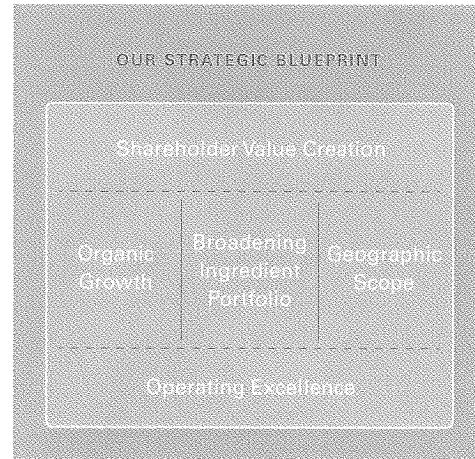 OUR STRATEGIC BLUEPRINT
Shareholder Value Creation
Organic
Growth
Broadening
Ingredient
Portfolio
Geographic
Scope
Operating Excellence